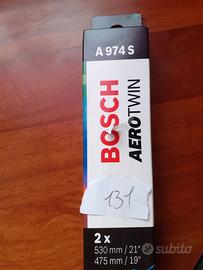 A 974 S
BOSCH
AEROTWIN
131
2 x
530 mm / 21"
475 mm / 19"
subito